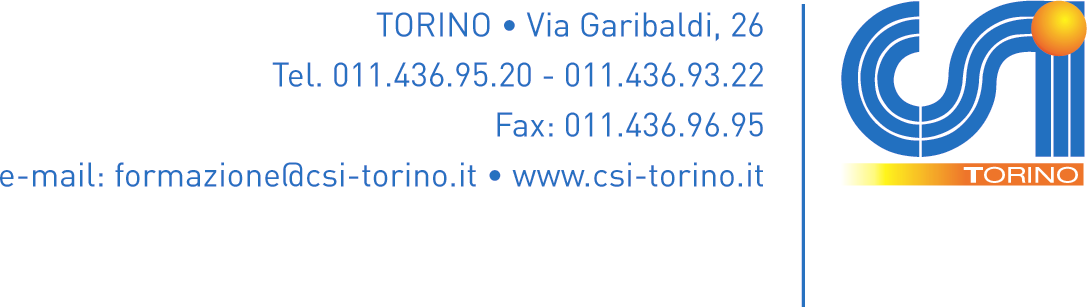 TORINO • Via Garibaldi, 26
Tel. 011.436.95.20 - 011.436.93.22
Fax: 011.436.96.95
e-mail: formazione@csi-torino.it • www.csi-torino.it
csi
TORINO